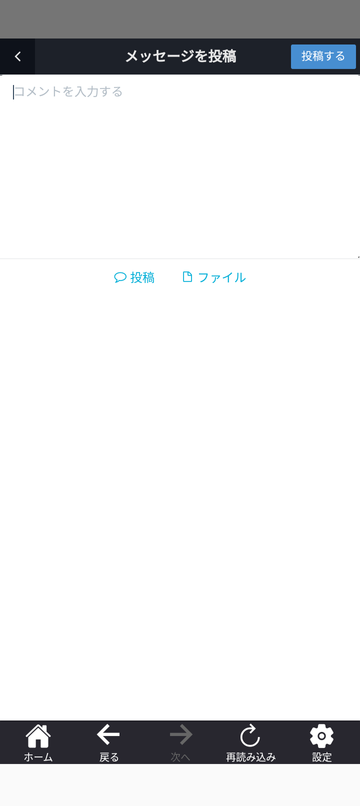 メッセージを投稿
投稿する
コメントを入力する
投稿
ファイル
ホーム
戻る
次へ
再読み込み
設定